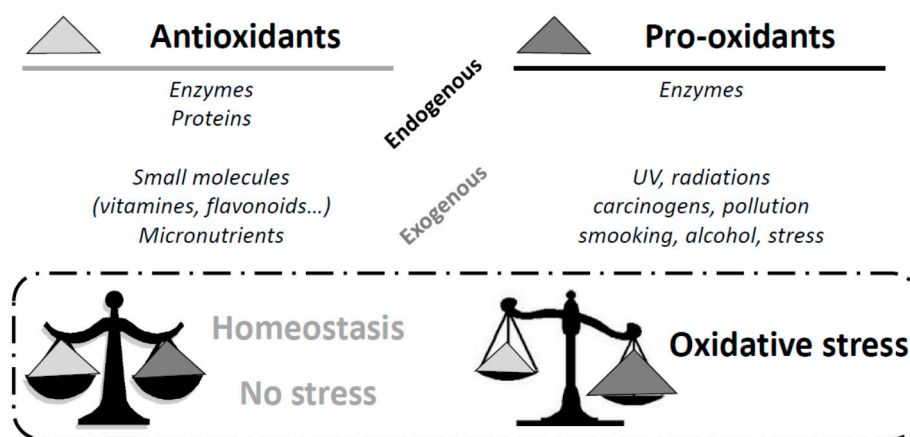 Antioxidants
Pro-oxidants
Enzymes
Proteins
Endogenous
Enzymes
Small molecules
(vitamines, flavonoids...)
Micronutrients
Exogenous
UV, radiations
carcinogens, pollution
smooking, alcohol, stress
Homeostasis
No stress
Oxidative stress